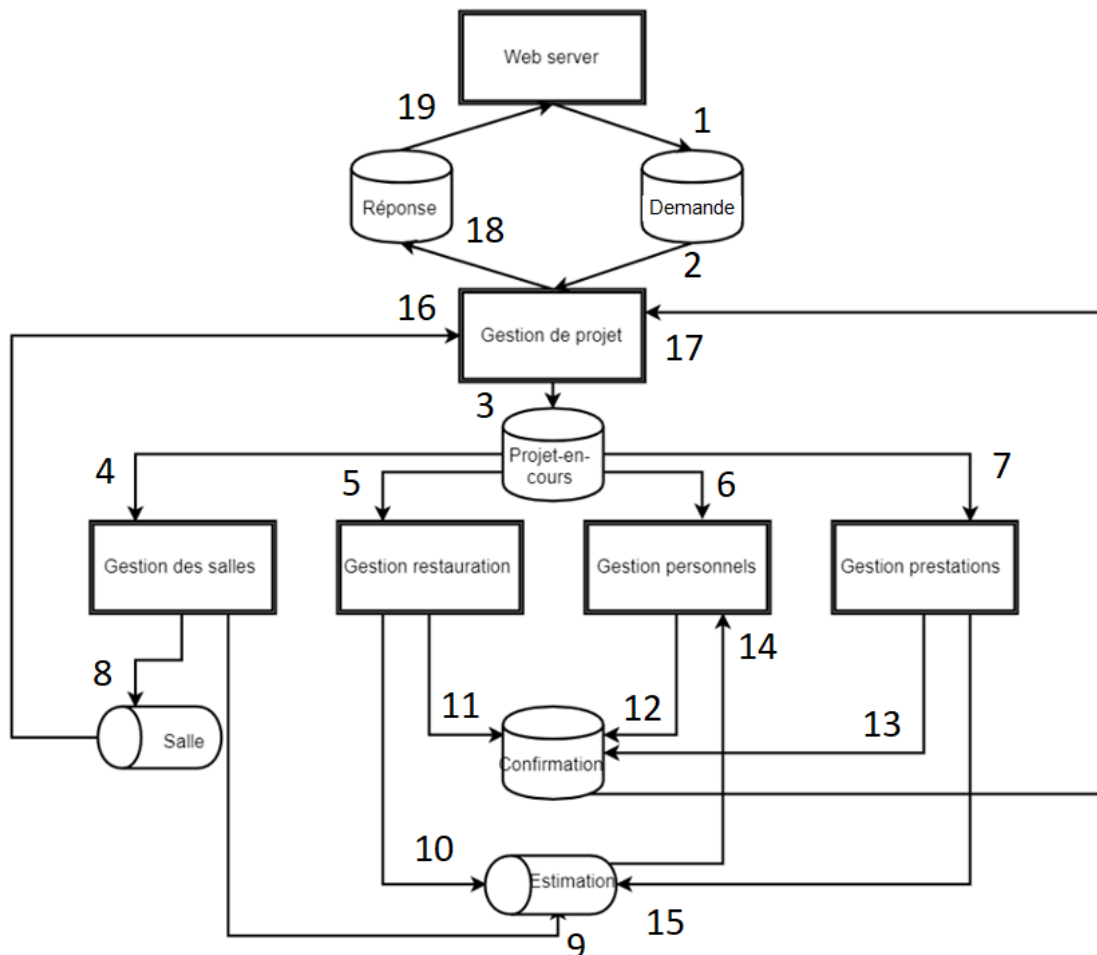 Web server
19
1
Réponse
Demande
18
2
16
Gestion de projet
17
3
Projet-en-
cours
4
5
6
7
Gestion des salles
Gestion restauration
Gestion personnels
Gestion prestations
14
8
11
12
13
Salle
Confirmation
10
Estimation
15
9